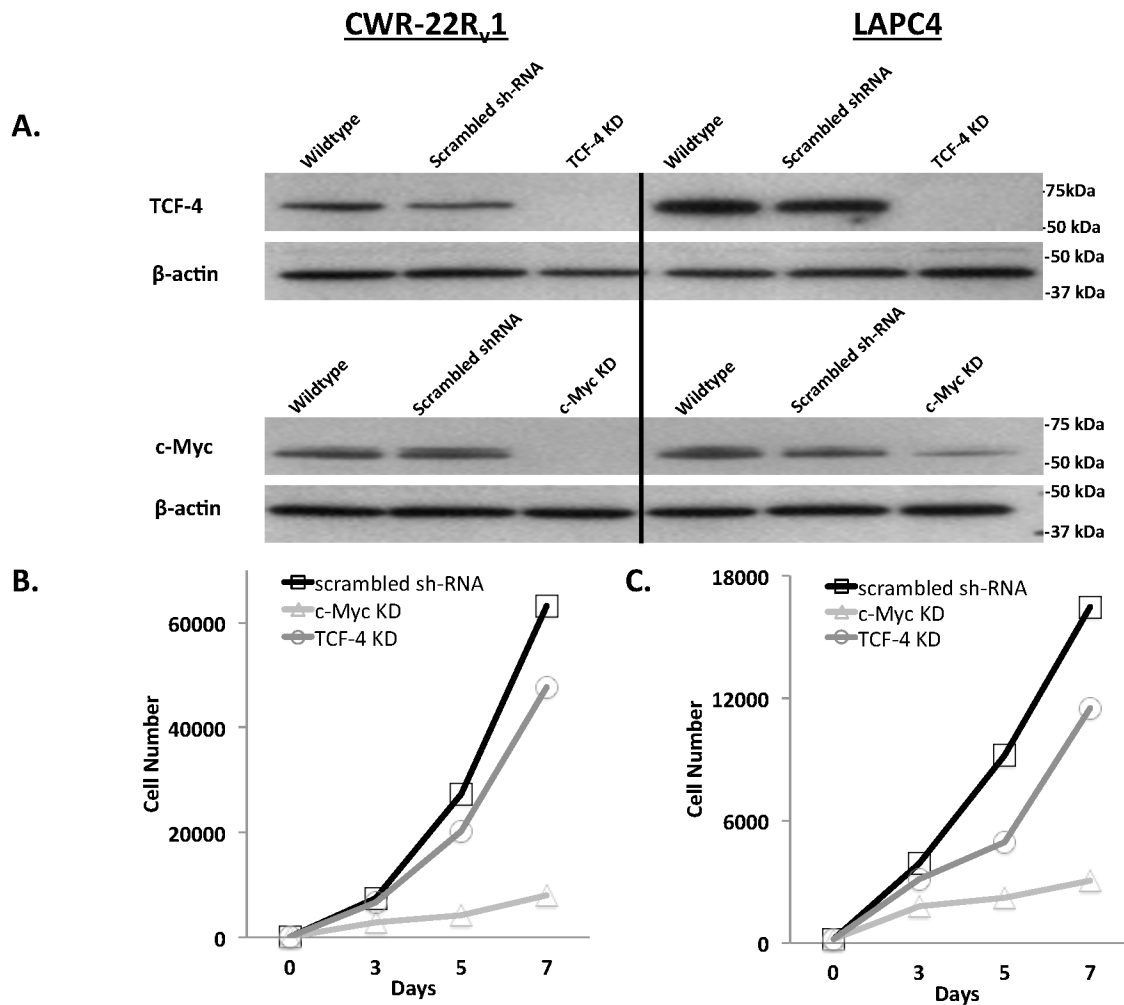 CWR-22Rv1 LAPC4
A.
Wildtype Scrambled sh-RNA TCF-4 KD Wildtype Scrambled shRNA TCF-4 KD
TCF-4
-75kDa
-50 kDa
β-actin
-50 kDa
-37 kDa
Wildtype Scrambled shRNA c-Myc KD Wildtype Scrambled shRNA c-Myc KD
c-Myc
-75 kDa
-50 kDa
β-actin
-50 kDa
-37 kDa
B.
scrambled sh-RNA
c-Myc KD
TCF-4 KD
60000
40000
20000
0
Cell Number
0 3 5 7
Days
C.
scrambled sh-RNA
c-Myc KD
TCF-4 KD
18000
12000
6000
0
Cell Number
0 3 5 7
Days